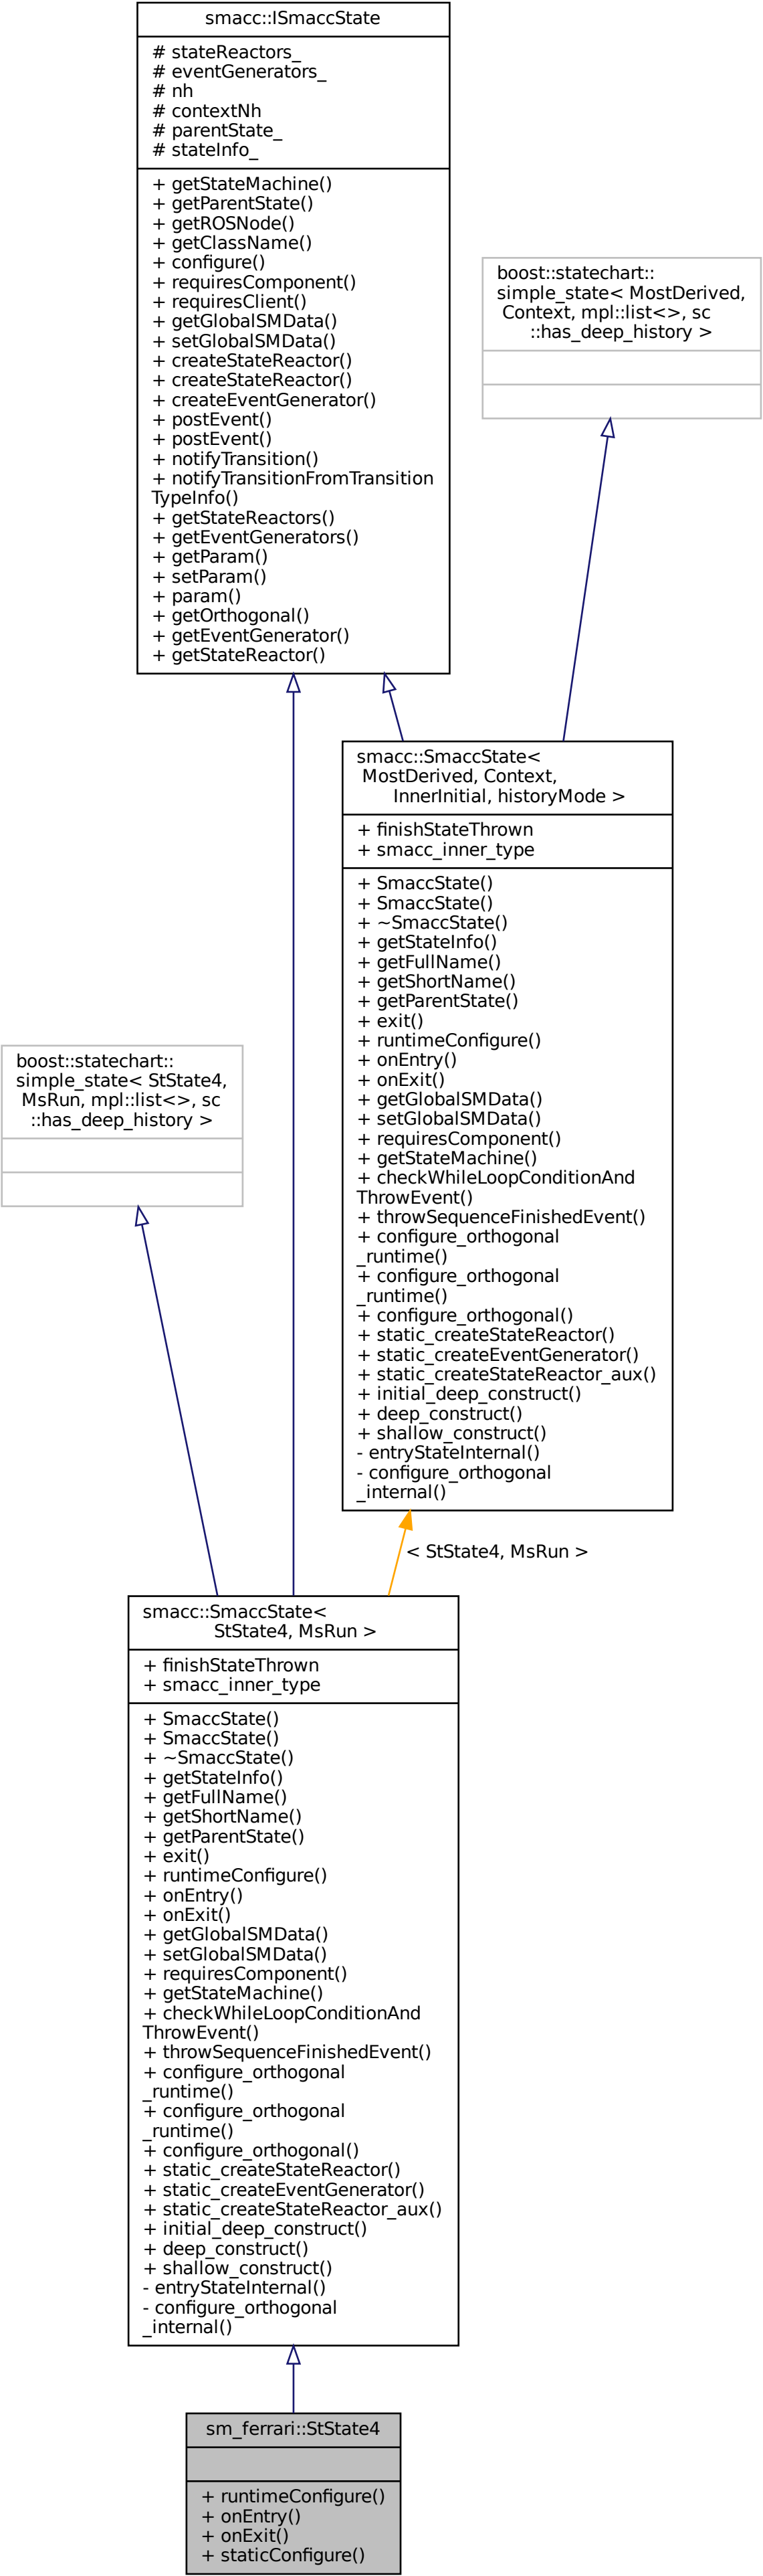 smacc::ISmaccState
# stateReactors_
# eventGenerators_
# nh
# contextNh
# parentState_
# stateInfo_
+ getStateMachine()
+ getParentState()
+ getROSNode()
+ getClassName()
+ configure()
+ requiresComponent()
+ requiresClient()
+ getGlobalSMData()
+ setGlobalSMData()
+ createStateReactor()
+ createStateReactor()
+ createEventGenerator()
+ postEvent()
+ postEvent()
+ notifyTransition()
+ notifyTransitionFromTransition
TypeInfo()
+ getStateReactors()
+ getEventGenerators()
+ getParam()
+ setParam()
+ param()
+ getOrthogonal()
+ getEventGenerator()
+ getStateReactor()
boost::statechart::
simple_state< MostDerived,
Context, mpl::list<>, sc
::has_deep_history >
smacc::SmaccState<
MostDerived, Context,
InnerInitial, historyMode >
+ finishStateThrown
+ smacc_inner_type
+ SmaccState()
+ SmaccState()
+ ~SmaccState()
+ getStateInfo()
+ getFullName()
+ getShortName()
+ getParentState()
+ exit()
+ runtimeConfigure()
+ onEntry()
+ onExit()
+ getGlobalSMData()
+ setGlobalSMData()
+ requiresComponent()
+ getStateMachine()
+ checkWhileLoopConditionAnd
ThrowEvent()
+ throwSequenceFinishedEvent()
+ configure_orthogonal
_runtime()
+ configure_orthogonal
_runtime()
+ configure_orthogonal()
+ static_createStateReactor()
+ static_createEventGenerator()
+ static_createStateReactor_aux()
+ initial_deep_construct()
+ deep_construct()
+ shallow_construct()
- entryStateInternal()
- configure_orthogonal
_internal()
boost::statechart::
simple_state< StState4,
MsRun, mpl::list<>, sc
::has_deep_history >
< StState4, MsRun >
smacc::SmaccState<
StState4, MsRun >
+ finishStateThrown
+ smacc_inner_type
+ SmaccState()
+ SmaccState()
+ ~SmaccState()
+ getStateInfo()
+ getFullName()
+ getShortName()
+ getParentState()
+ exit()
+ runtimeConfigure()
+ onEntry()
+ onExit()
+ getGlobalSMData()
+ setGlobalSMData()
+ requiresComponent()
+ getStateMachine()
+ checkWhileLoopConditionAnd
ThrowEvent()
+ throwSequenceFinishedEvent()
+ configure_orthogonal
_runtime()
+ configure_orthogonal
_runtime()
+ configure_orthogonal()
+ static_createStateReactor()
+ static_createEventGenerator()
+ static_createStateReactor_aux()
+ initial_deep_construct()
+ deep_construct()
+ shallow_construct()
- entryStateInternal()
- configure_orthogonal
_internal()
sm_ferrari::StState4
+ runtimeConfigure()
+ onEntry()
+ onExit()
+ staticConfigure()